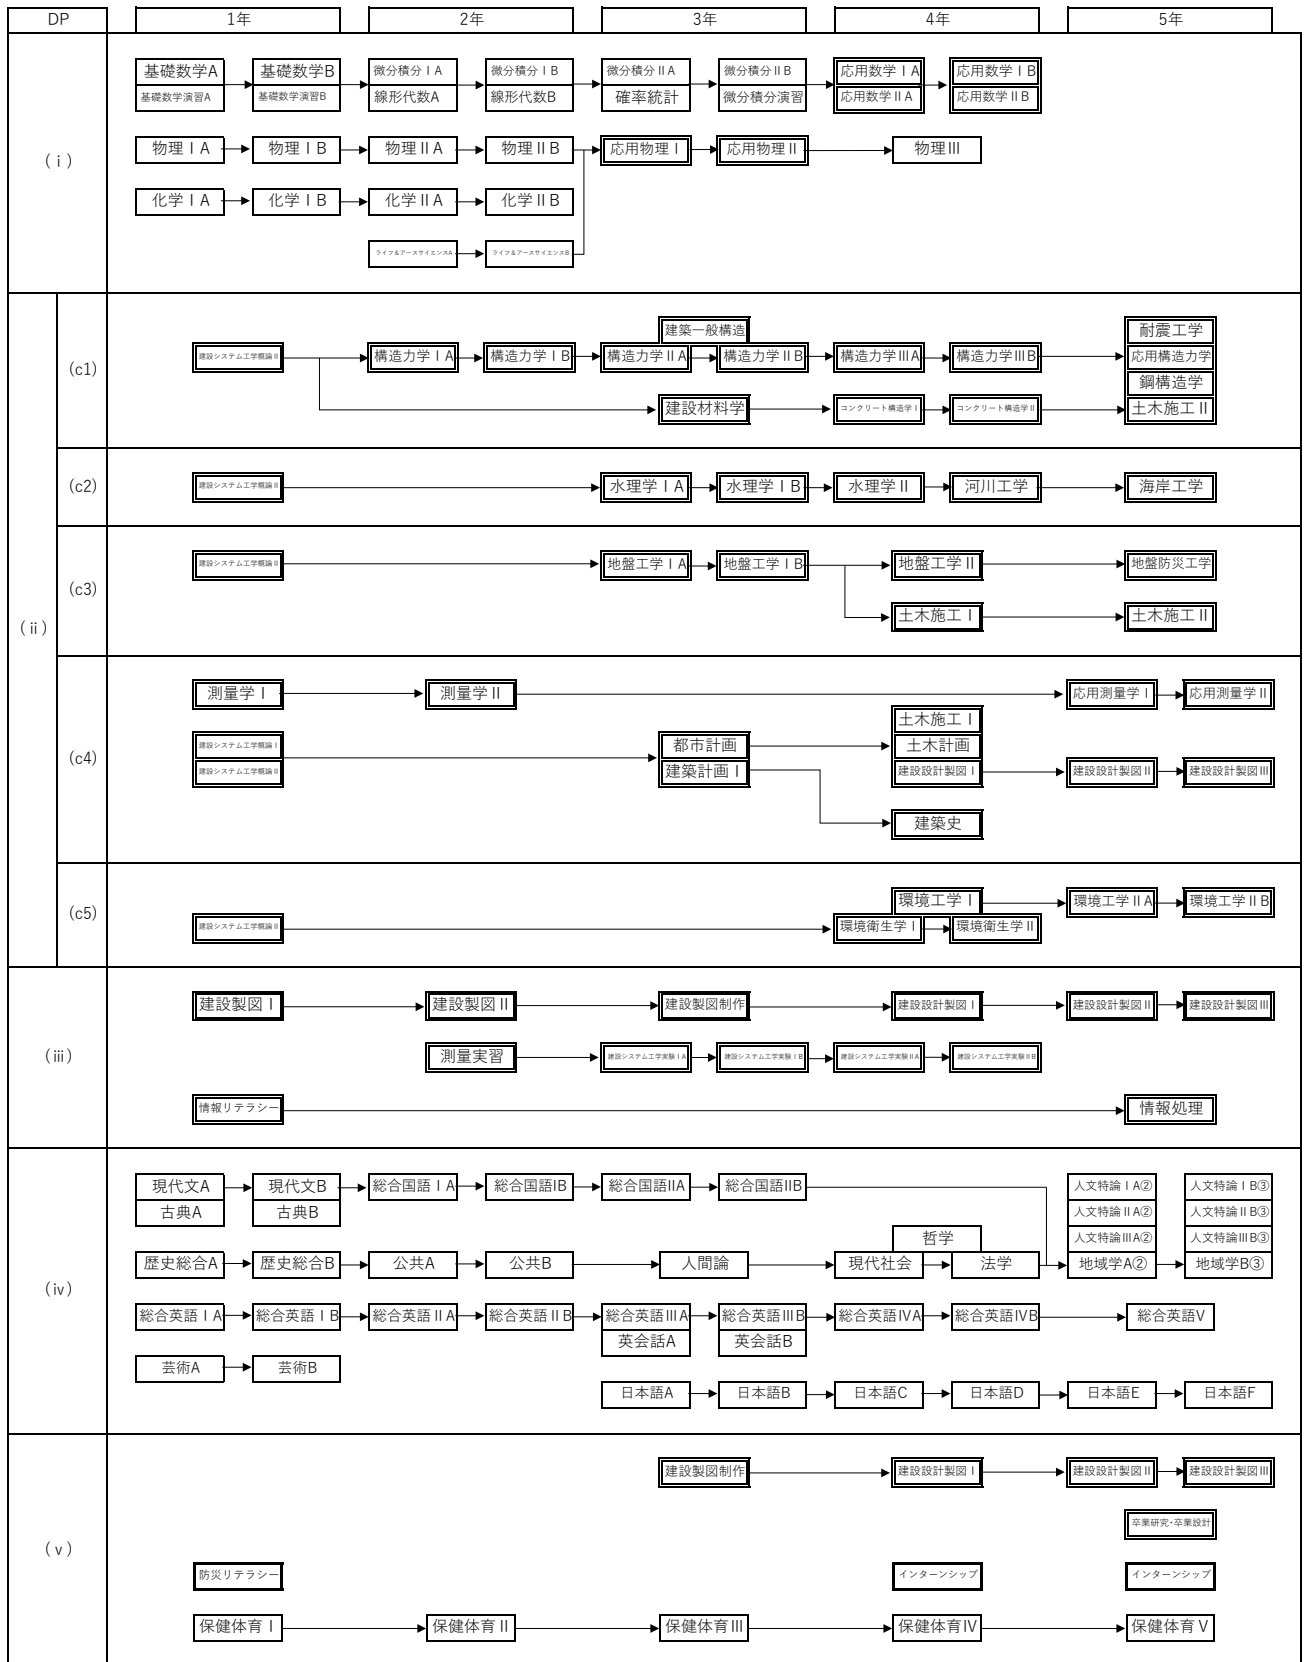 DP 1年 2年 3年 4年 5年
(i)
基礎数学A 基礎数学B 微分積分ⅠA 微分積分ⅠB 微分積分ⅡA 微分積分ⅡB 応用数学ⅠA 応用数学ⅠB
基礎数学演習A 基礎数学演習B 線形代数A 線形代数B 確率統計 微分積分演習 応用数学ⅡA 応用数学ⅡB
物理ⅠA 物理ⅠB 物理ⅡA 物理ⅡB 応用物理Ⅰ 応用物理Ⅱ 物理Ⅲ
化学ⅠA 化学ⅠB 化学ⅡA 化学ⅡB
ライフ&アースサイエンスA ライフ&アースサイエンスB
(ii)
(c1)
建築一般構造 耐震工学
建設システム工学概論Ⅱ 構造力学ⅠA 構造力学ⅠB 構造力学ⅡA 構造力学ⅡB 構造力学ⅢA 構造力学ⅢB 応用構造力学
鋼構造学
建設材料学 コンクリート構造学Ⅰ コンクリート構造学Ⅱ 土木施工Ⅱ
(c2)
建設システム工学概論Ⅱ 水理学ⅠA 水理学ⅠB 水理学Ⅱ 河川工学 海岸工学
(c3)
建設システム工学概論Ⅱ 地盤工学ⅠA 地盤工学ⅠB 地盤工学Ⅱ 地盤防災工学
土木施工Ⅰ 土木施工Ⅱ
(c4)
測量学Ⅰ 測量学Ⅱ 応用測量学Ⅰ 応用測量学Ⅱ
土木施工Ⅰ
建設システム工学概論Ⅰ 都市計画 土木計画
建設システム工学概論Ⅱ 建築計画Ⅰ 建設設計製図Ⅰ 建設設計製図Ⅱ 建設設計製図Ⅲ
建築史
(c5)
環境工学Ⅰ 環境工学ⅡA 環境工学ⅡB
建設システム工学概論Ⅱ 環境衛生学Ⅰ 環境衛生学Ⅱ
(iii)
建設製図Ⅰ 建設製図Ⅱ 建設製図制作 建設設計製図Ⅰ 建設設計製図Ⅱ 建設設計製図Ⅲ
測量実習 建設システム工学実験ⅠA 建設システム工学実験ⅠB 建設システム工学実験ⅡA 建設システム工学実験ⅡB
情報リテラシー 情報処理
(iv)
現代文A 現代文B 総合国語ⅠA 総合国語IB 総合国語IIA 総合国語IIB 人文特論ⅠA② 人文特論ⅠB③
古典A 古典B 人文特論ⅡA② 人文特論ⅡB③
哲学 人文特論ⅢA② 人文特論ⅢB③
歴史総合A 歴史総合B 公共A 公共B 人間論 現代社会 法学 地域学A② 地域学B③
総合英語ⅠA 総合英語ⅠB 総合英語ⅡA 総合英語ⅡB 総合英語ⅢA 総合英語ⅢB 総合英語ⅣA 総合英語ⅣB 総合英語V
英会話A 英会話B
芸術A 芸術B
日本語A 日本語B 日本語C 日本語D 日本語E 日本語F
(v)
建設製図制作 建設設計製図Ⅰ 建設設計製図Ⅱ 建設設計製図Ⅲ
卒業研究・卒業設計
防災リテラシー インターンシップ インターンシップ
保健体育Ⅰ 保健体育Ⅱ 保健体育Ⅲ 保健体育Ⅳ 保健体育Ⅴ